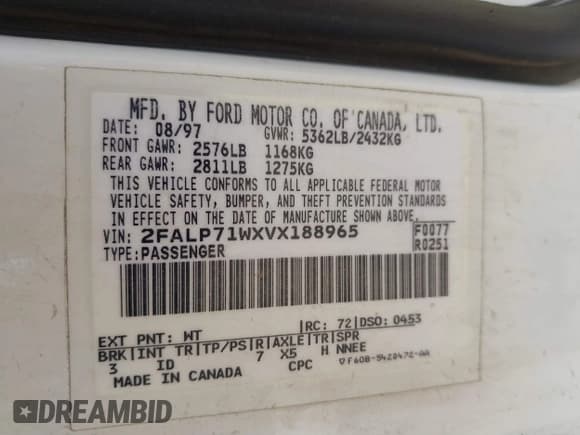 MFD. BY FORD MOTOR CO. OF CANADA, LTD.
DATE: 08/97 GVWR: 5362LB/2432KG
FRONT GAWR: 2576LB 1168KG
REAR GAWR: 2811LB 1275KG
THIS VEHICLE CONFORMS TO ALL APPLICABLE FEDERAL MOTOR
VEHICLE SAFETY, BUMPER, AND THEFT PREVENTION STANDARDS
IN EFFECT ON THE DATE OF MANUFACTURE SHOWN ABOVE.
VIN: 2FALP71WXVX188965 F0077
TYPE: PASSENGER R0251
EXT PNT: WT |RC: 72|DSO: 0453
BRK|INT TR|TP/PS|R|AXLE|TR|SPR
3 ID 7 X5 H NNEE
MADE IN CANADA CPC ▽F60B-5420472-AA
DREAMBID